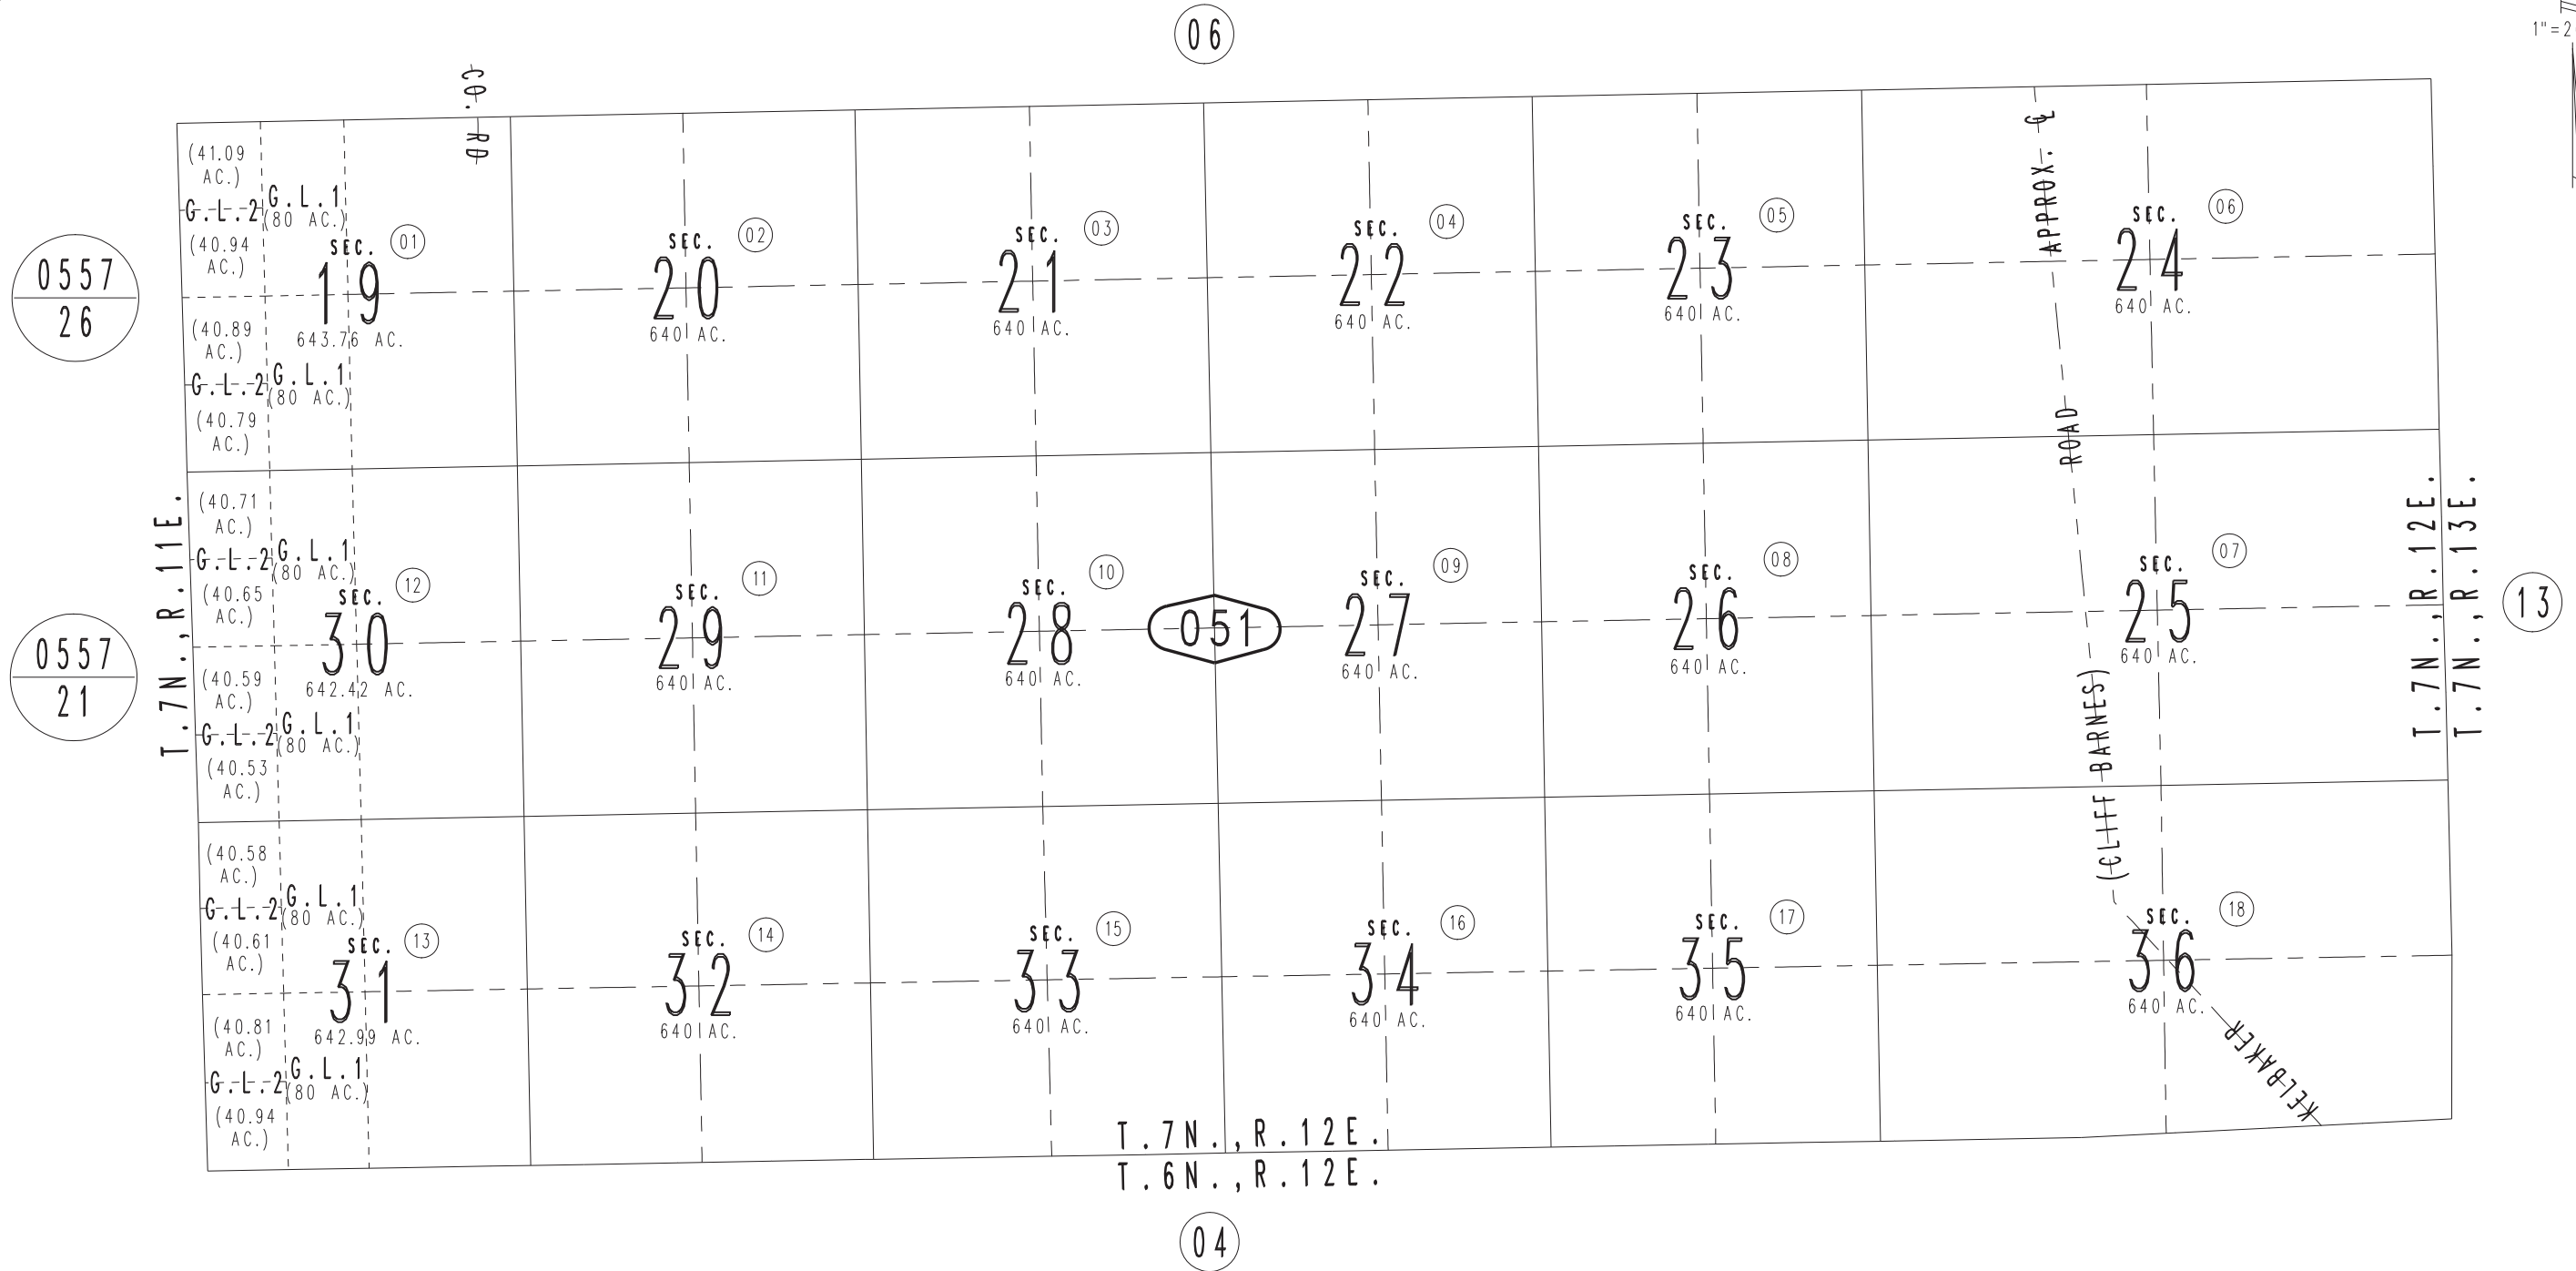 06
1"=2
CO. RD
(41.09
AC.)
G.L.2
G.L.1
(80 AC.)
(40.94
AC.)
SEC.
01
19
643.76 AC.
(40.89
AC.)
G.L.2
G.L.1
(80 AC.)
(40.79
AC.)
SEC.
02
20
640 AC.
SEC.
03
21
640 AC.
SEC.
04
22
640 AC.
SEC.
05
23
640 AC.
SEC.
06
24
640 AC.
APPROX. ℄
ROAD
(CLIFF BARNES)
KELBAKER
0557
26
0557
21
T.7N.,R.11E.
(40.71
AC.)
G.L.2
G.L.1
(80 AC.)
(40.65
AC.)
SEC.
12
30
642.42 AC.
(40.59
AC.)
G.L.2
G.L.1
(80 AC.)
(40.53
AC.)
SEC.
11
29
640 AC.
SEC.
10
28
640 AC.
051
SEC.
09
27
640 AC.
SEC.
08
26
640 AC.
SEC.
07
25
640 AC.
T.7N.,R.12E.
T.7N.,R.13E.
13
(40.58
AC.)
G.L.2
G.L.1
(80 AC.)
(40.61
AC.)
SEC.
13
31
642.99 AC.
(40.81
AC.)
G.L.2
G.L.1
(80 AC.)
(40.94
AC.)
SEC.
14
32
640 AC.
SEC.
15
33
640 AC.
SEC.
16
34
640 AC.
SEC.
17
35
640 AC.
SEC.
18
36
640 AC.
T.7N.,R.12E.
T.6N.,R.12E.
04